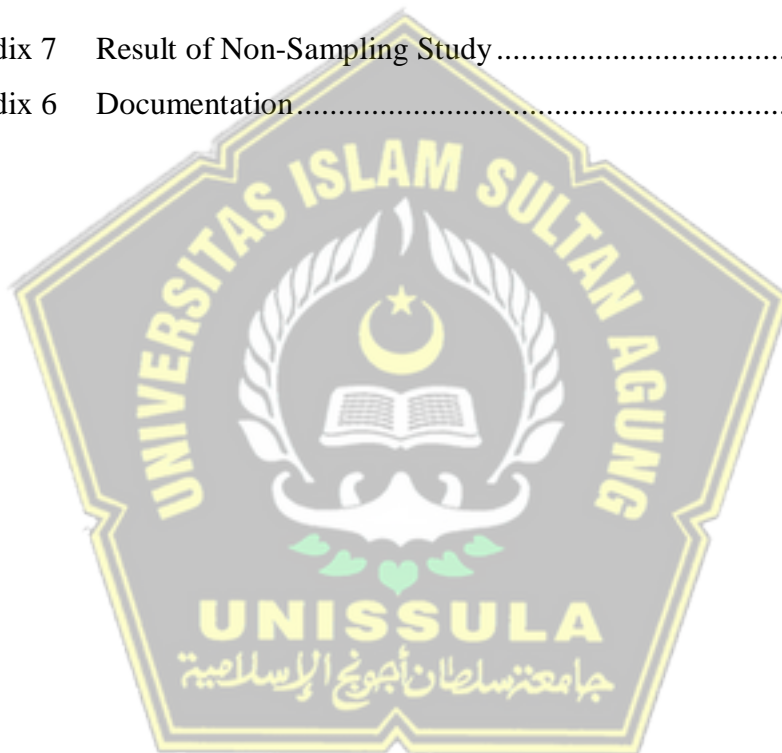 dix 7 Result of Non-Sampling Study..................................
dix 6 Documentation...........................................................
UNIVERSITAS ISLAM SULTAN AGUNG
UNISSULA
جامعة سلطان أجونج الإسلامية